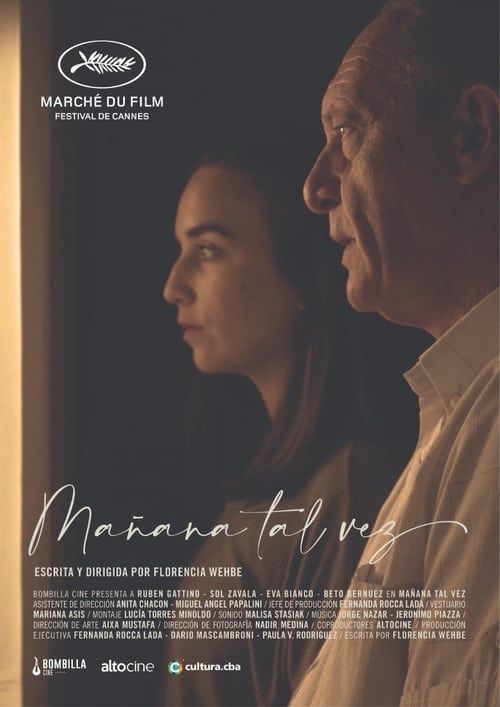 MARCHÉ DU FILM
FESTIVAL DE CANNES
Mañana tal vez
ESCRITA Y DIRIGIDA POR FLORENCIA WEHBE
BOMBILLA CINE PRESENTA A RUBEN GATTINO - SOL ZAVALA - EVA BIANCO - BETO BERNUEZ EN MAÑANA TAL VEZ
ASISTENTE DE DIRECCIÓN ANITA CHACON - MIGUEL ANGEL PAPALINI / JEFE DE PRODUCCIÓN FERNANDA ROCCA LADA / VESTUARIO
MARIANA ASIS / MONTAJE LUCÍA TORRES MINOLDO / SONIDO MALISA STASIAK / MÚSICA JORGE NAZAR - JERONIMO PIAZZA /
DIRECCIÓN DE ARTE AIXA MUSTAFA / DIRECCIÓN DE FOTOGRAFÍA NADIR MEDINA / COPRODUCTORES ALTOCINE / PRODUCCIÓN
EJECUTIVA FERNANDA ROCCA LADA - DARIO MASCAMBRONI - PAULA V. RODRIGUEZ / ESCRITA POR FLORENCIA WEHBE
BOMBILLA CINE altocine cultura.cba